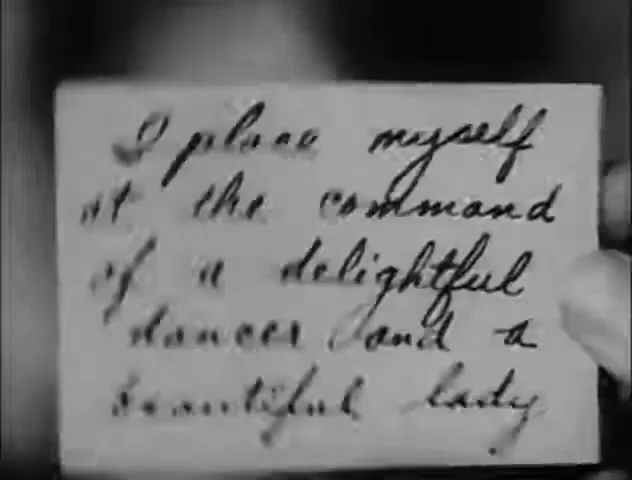 I place myself
at the command
of a delightful
dancer and a
beautiful lady